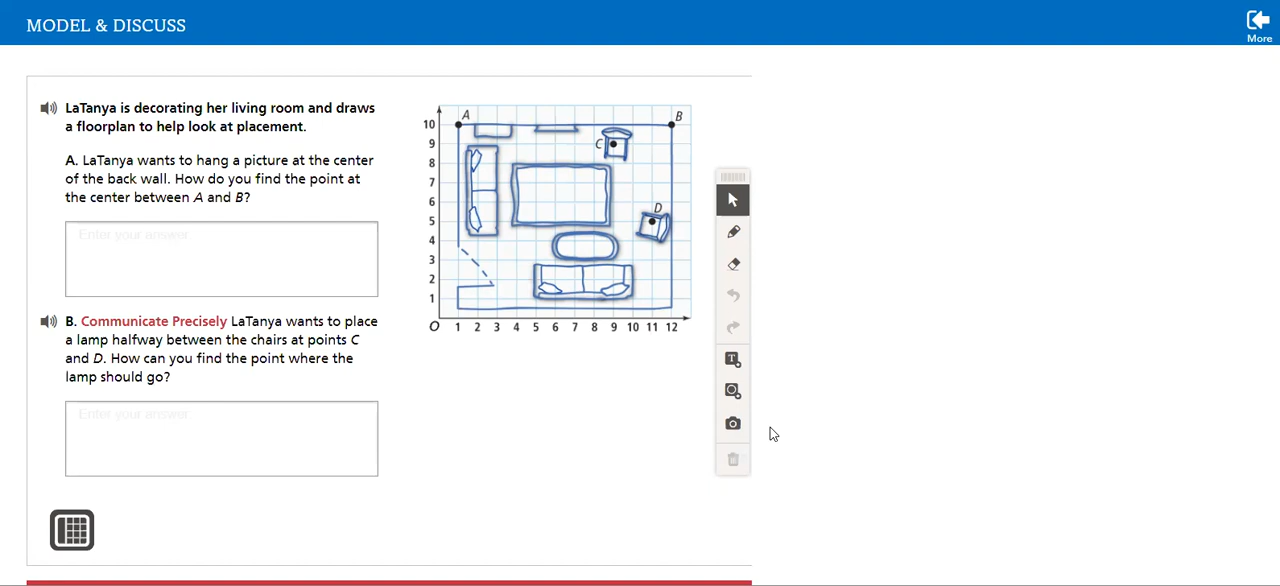 MODEL & DISCUSS
More
LaTanya is decorating her living room and draws
a floorplan to help look at placement.
A. LaTanya wants to hang a picture at the center
of the back wall. How do you find the point at
the center between A and B?
Enter your answer
B. Communicate Precisely LaTanya wants to place
a lamp halfway between the chairs at points C
and D. How can you find the point where the
lamp should go?
Enter your answer
A
B
10
9
C
8
7
6
D
5
4
3
2
1
O 1 2 3 4 5 6 7 8 9 10 11 12
T